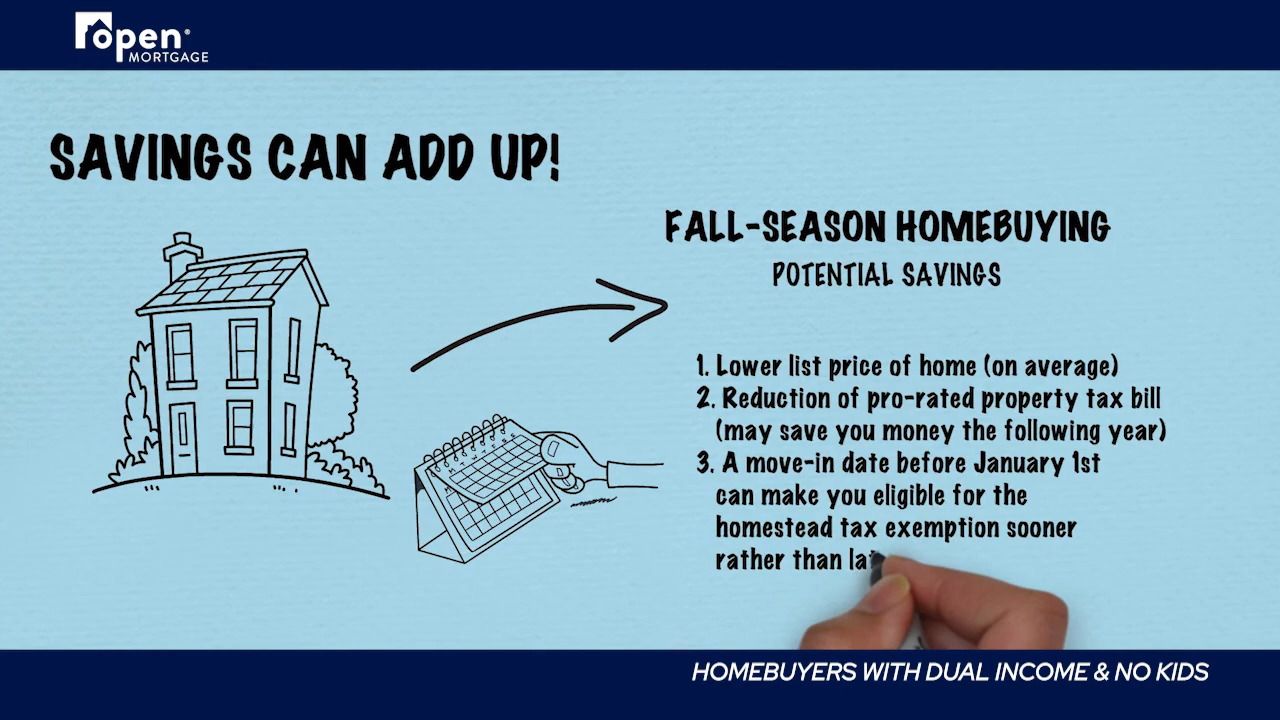 open®
MORTGAGE
SAVINGS CAN ADD UP!
FALL-SEASON HOMEBUYING
POTENTIAL SAVINGS
1. Lower list price of home (on average)
2. Reduction of pro-rated property tax bill
(may save you money the following year)
3. A move-in date before January 1st
can make you eligible for the
homestead tax exemption sooner
rather than
HOMEBUYERS WITH DUAL INCOME & NO KIDS